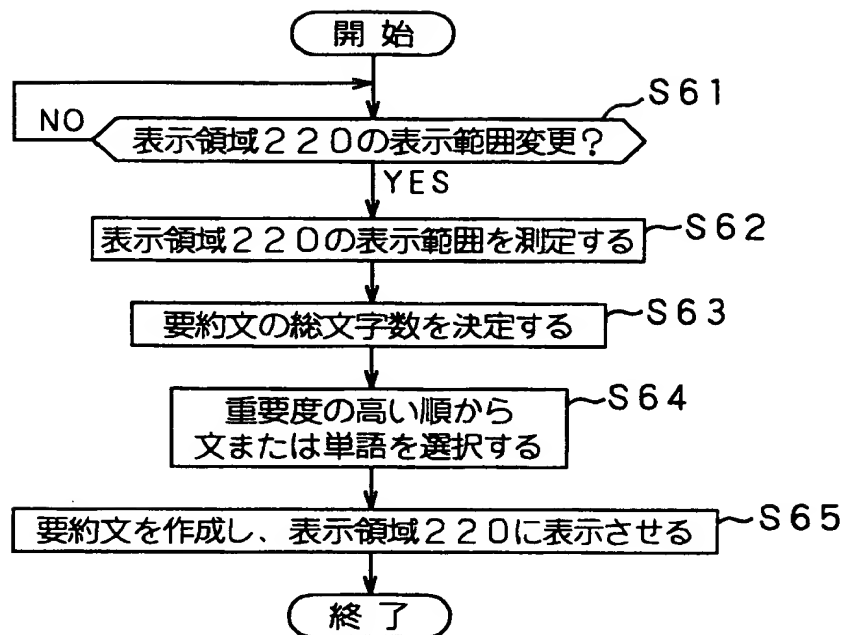 開 始
S61
NO
表示領域220の表示範囲変更?
YES
表示領域220の表示範囲を測定する
S62
要約文の総文字数を決定する
S63
重要度の高い順から
文または単語を選択する
S64
要約文を作成し、表示領域220に表示させる
S65
終 了